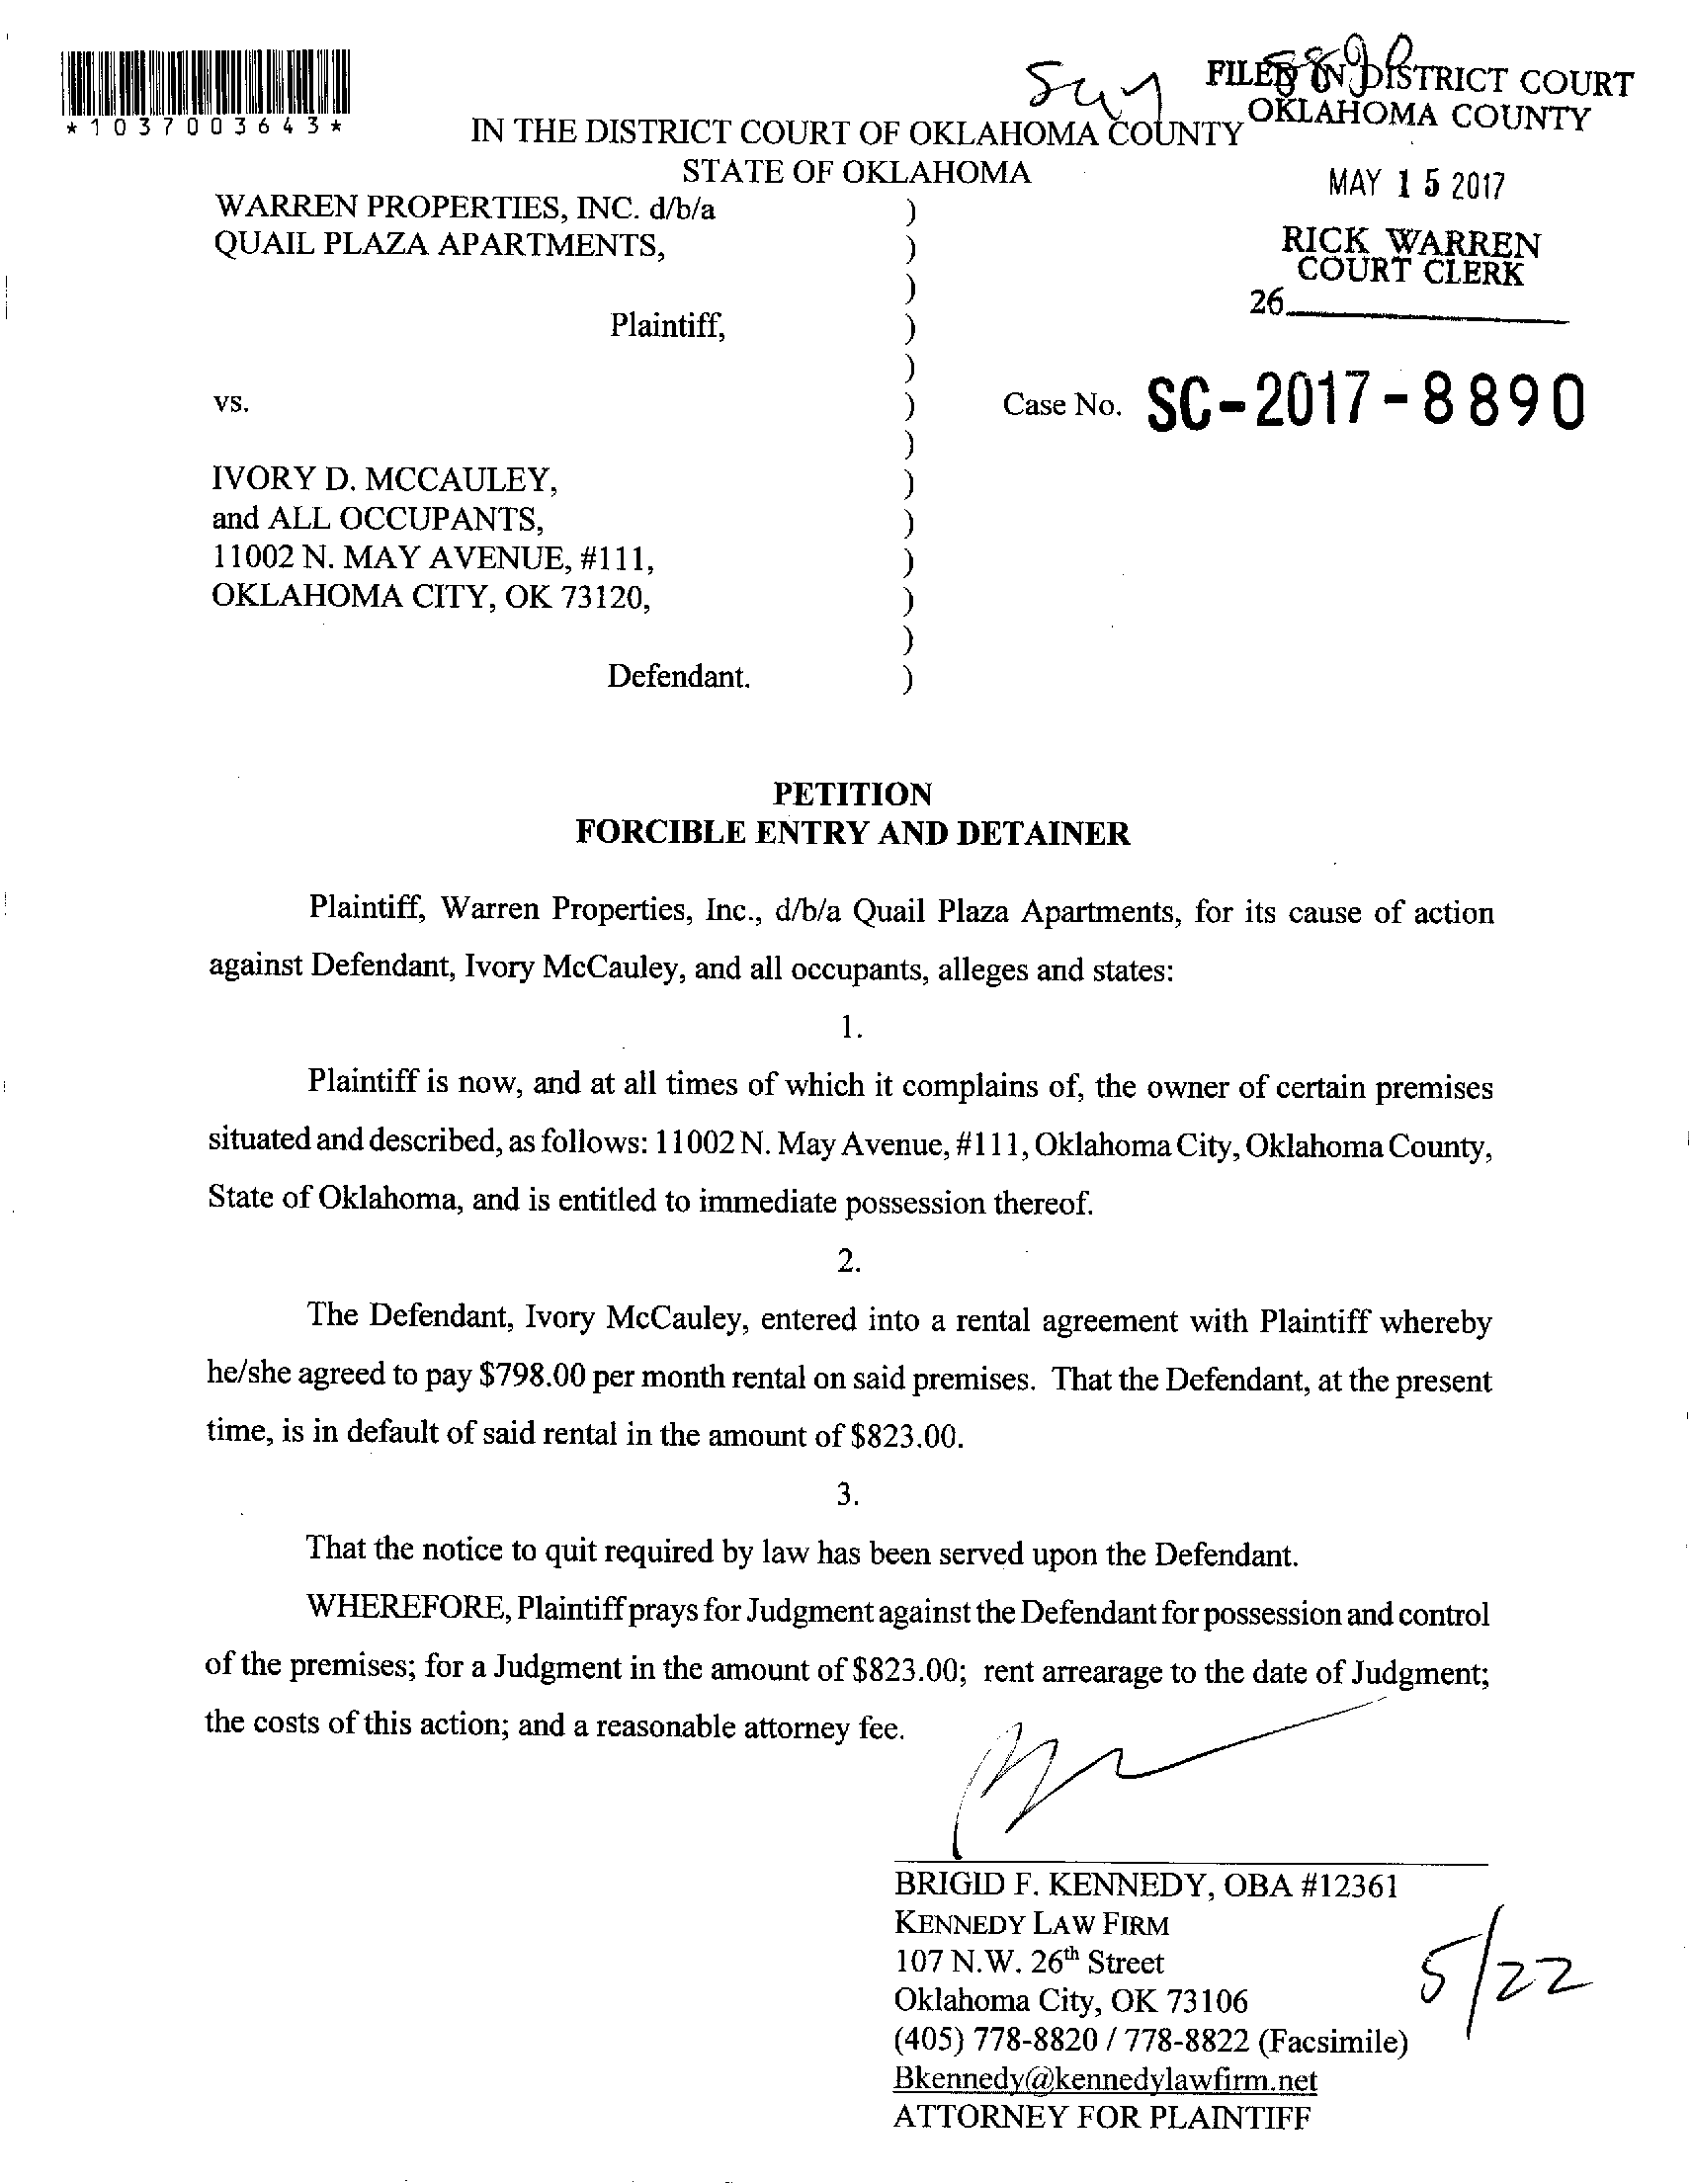 *1037003643*
FILED IN DISTRICT COURT
OKLAHOMA COUNTY
IN THE DISTRICT COURT OF OKLAHOMA COUNTY
STATE OF OKLAHOMA
MAY 15 2017
RICK WARREN
COURT CLERK
26
WARREN PROPERTIES, INC. d/b/a )
QUAIL PLAZA APARTMENTS, )
)
Plaintiff, )
)
vs. ) Case No. SC-2017-8890
)
IVORY D. MCCAULEY, )
and ALL OCCUPANTS, )
11002 N. MAY AVENUE, #111, )
OKLAHOMA CITY, OK 73120, )
)
Defendant. )
PETITION
FORCIBLE ENTRY AND DETAINER
Plaintiff, Warren Properties, Inc., d/b/a Quail Plaza Apartments, for its cause of action
against Defendant, Ivory McCauley, and all occupants, alleges and states:
1.
Plaintiff is now, and at all times of which it complains of, the owner of certain premises
situated and described, as follows: 11002 N. May Avenue, #111, Oklahoma City, Oklahoma County,
State of Oklahoma, and is entitled to immediate possession thereof.
2.
The Defendant, Ivory McCauley, entered into a rental agreement with Plaintiff whereby
he/she agreed to pay $798.00 per month rental on said premises. That the Defendant, at the present
time, is in default of said rental in the amount of $823.00.
3.
That the notice to quit required by law has been served upon the Defendant.
WHEREFORE, Plaintiff prays for Judgment against the Defendant for possession and control
of the premises; for a Judgment in the amount of $823.00; rent arrearage to the date of Judgment;
the costs of this action; and a reasonable attorney fee.
BRIGID F. KENNEDY, OBA #12361
KENNEDY LAW FIRM
107 N.W. 26th Street
Oklahoma City, OK 73106
(405) 778-8820 / 778-8822 (Facsimile)
Bkennedy@kennedylawfirm.net
ATTORNEY FOR PLAINTIFF
5/22